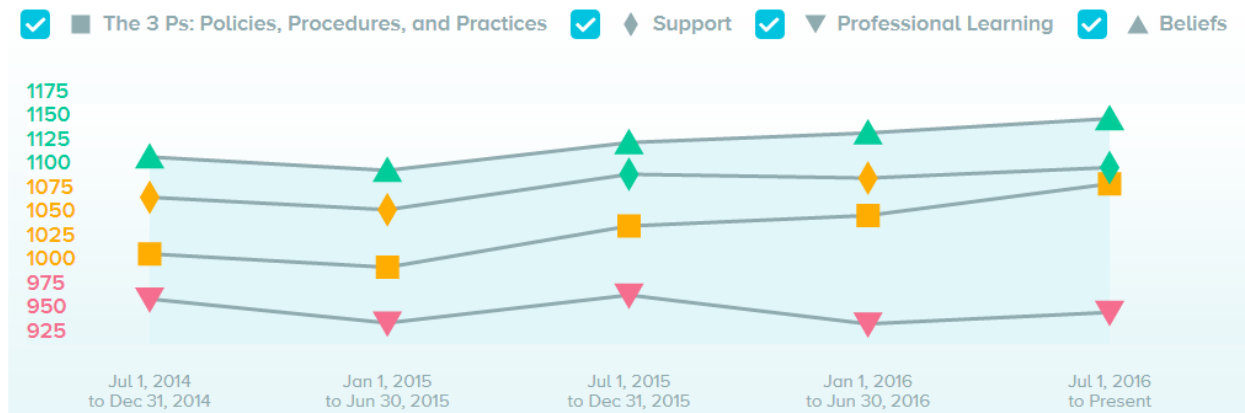 The 3 Ps: Policies, Procedures, and Practices Support Professional Learning Beliefs
1175
1150
1125
1100
1075
1050
1025
1000
975
950
925
Jul 1, 2014
to Dec 31, 2014
Jan 1, 2015
to Jun 30, 2015
Jul 1, 2015
to Dec 31, 2015
Jan 1, 2016
to Jun 30, 2016
Jul 1, 2016
to Present